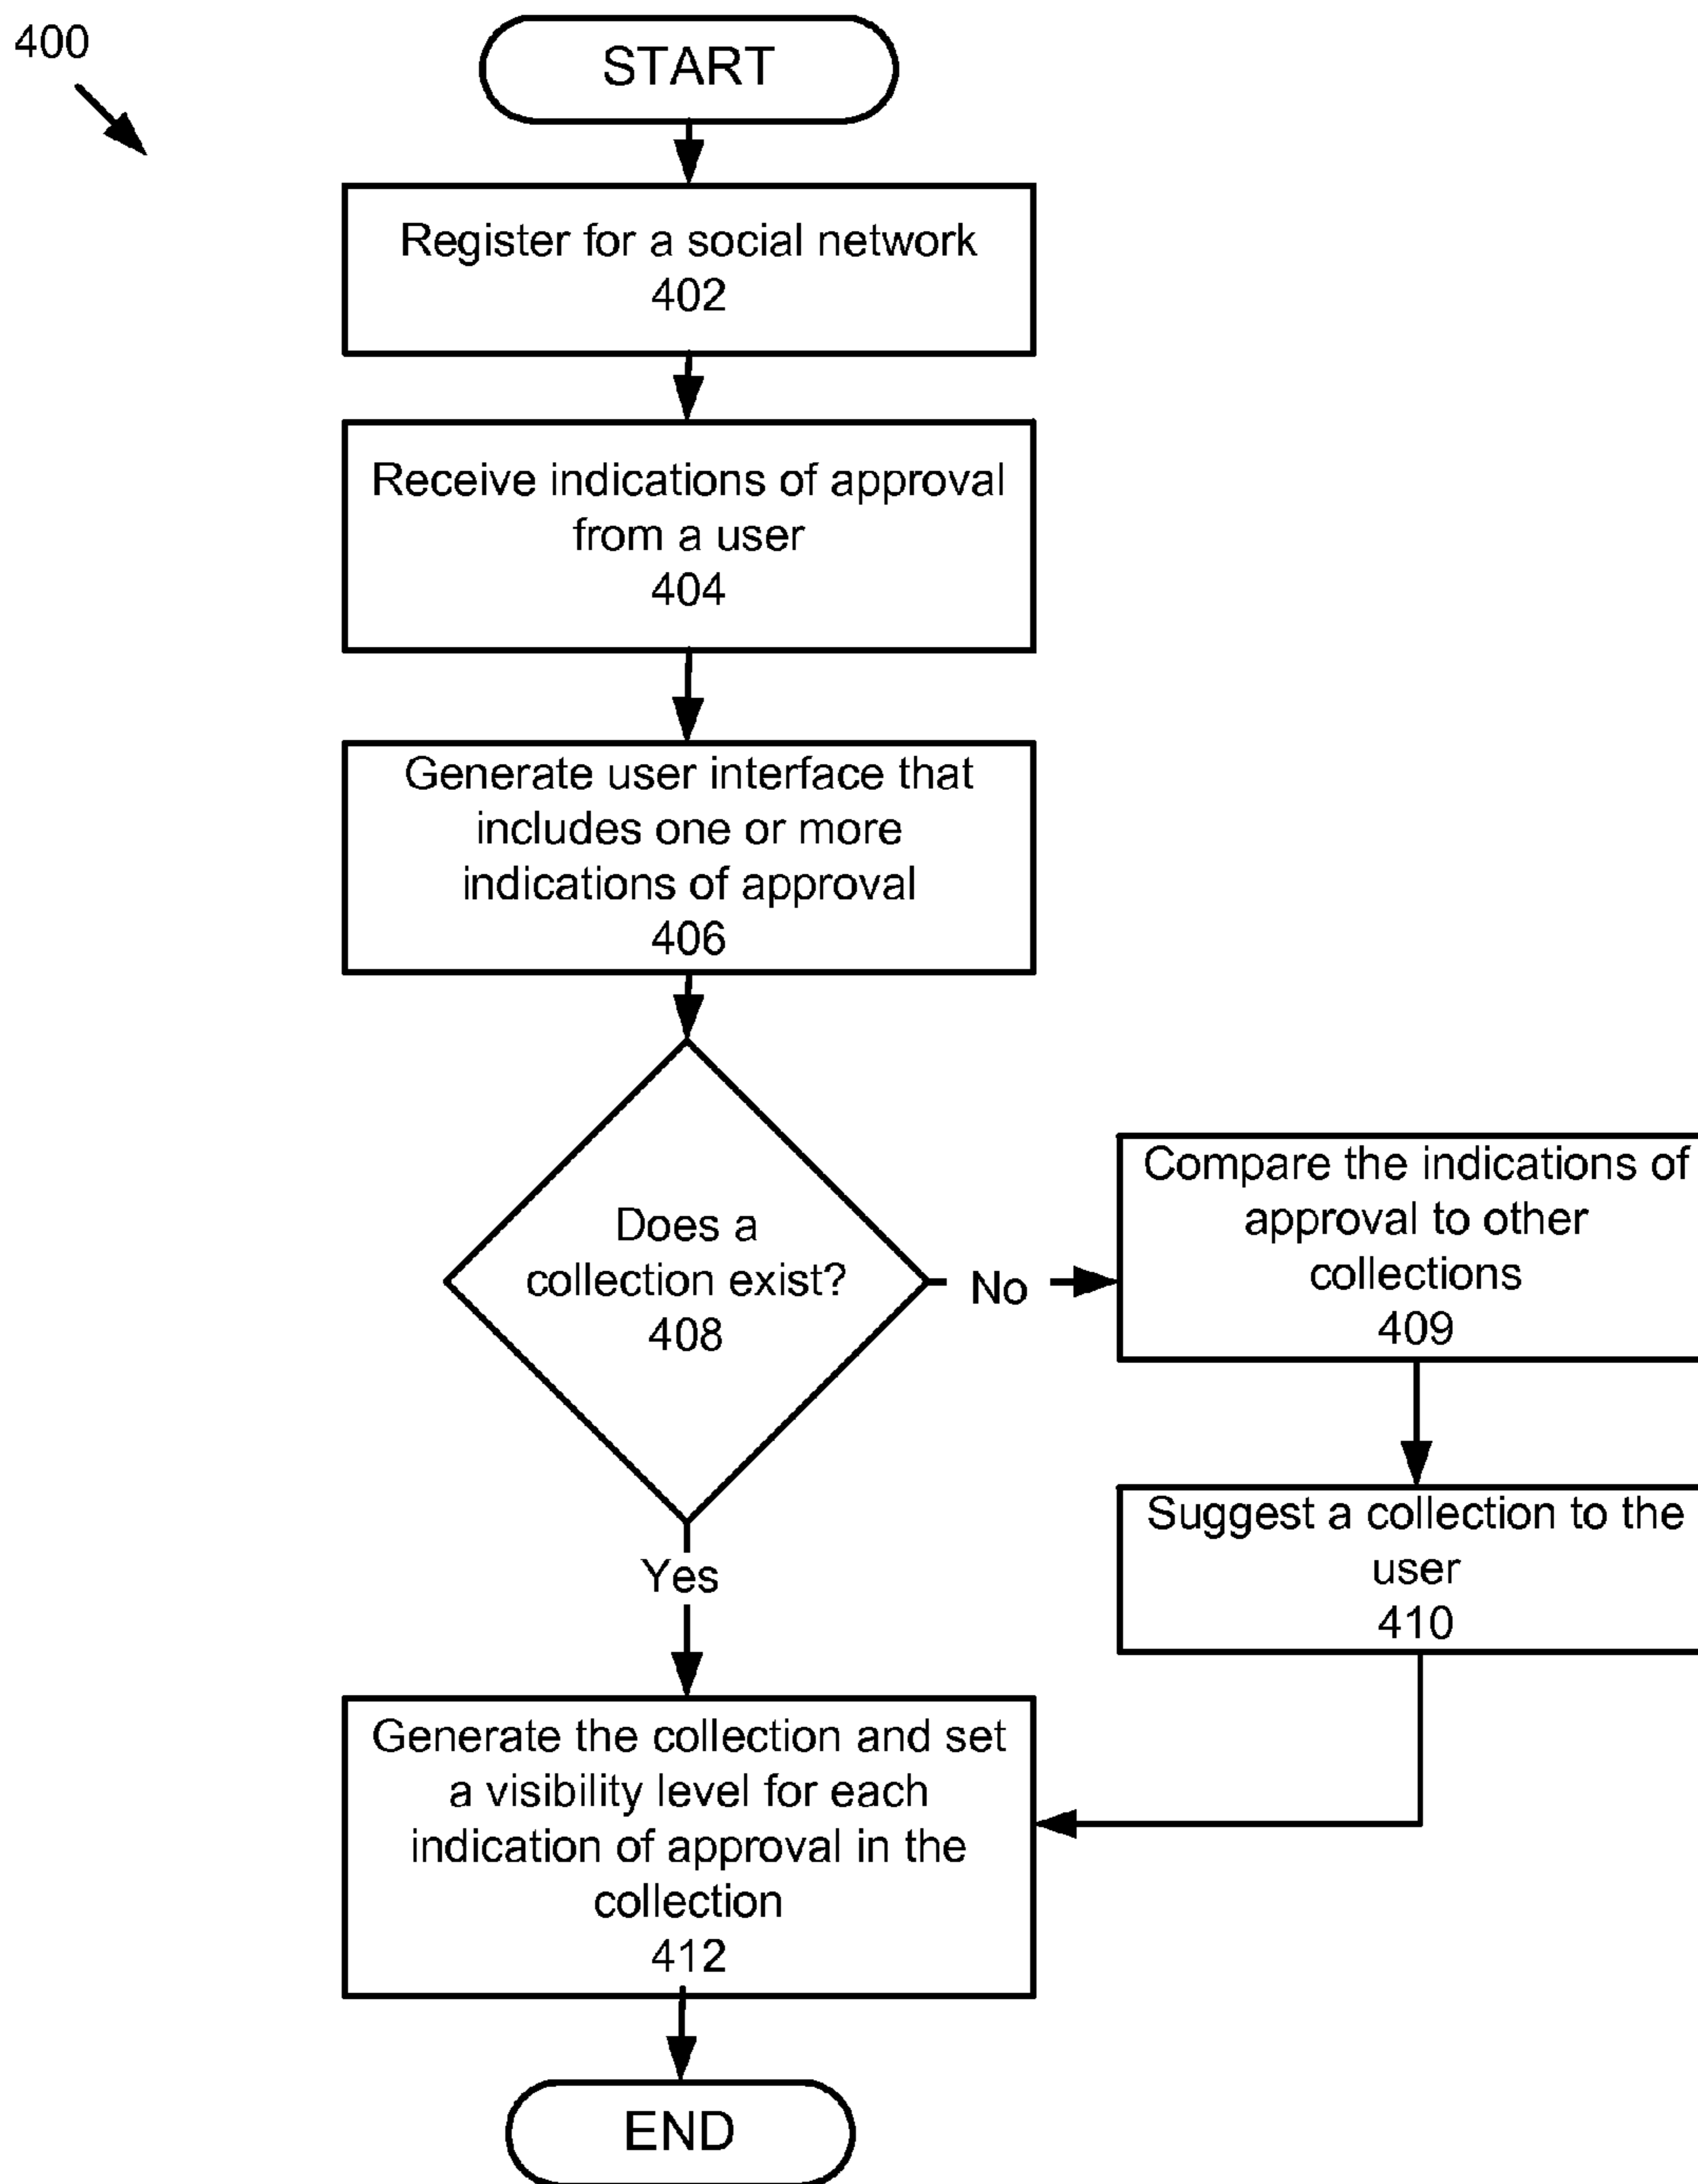 400
START
Register for a social network
402
Receive indications of approval
from a user
404
Generate user interface that
includes one or more
indications of approval
406
Does a
collection exist?
408
No
Compare the indications of
approval to other
collections
409
Suggest a collection to the
user
410
Yes
Generate the collection and set
a visibility level for each
indication of approval in the
collection
412
END